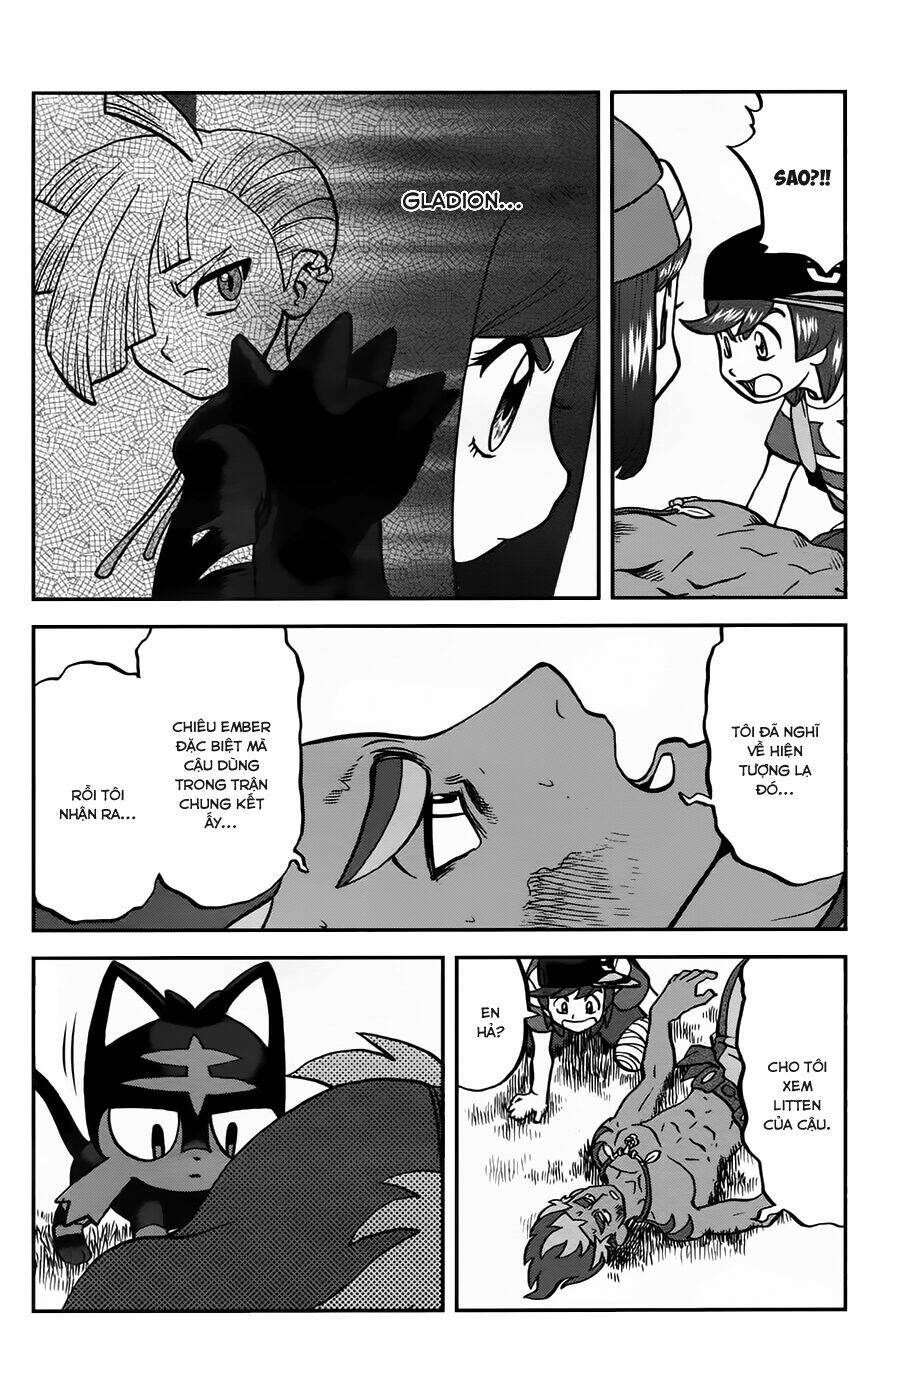 SAO?!!
GLADION...
TÔI ĐÃ NGHĨ
VỀ HIỆN
TƯỢNG LẠ
ĐÓ...
CHIÊU EMBER
ĐẶC BIỆT MÀ
CẬU DÙNG
TRONG TRẬN
CHUNG KẾT
ẤY...
RỒI TÔI
NHẬN RA...
CHO TÔI
XEM
LITTEN
CỦA CẬU.
EN
HẢ?